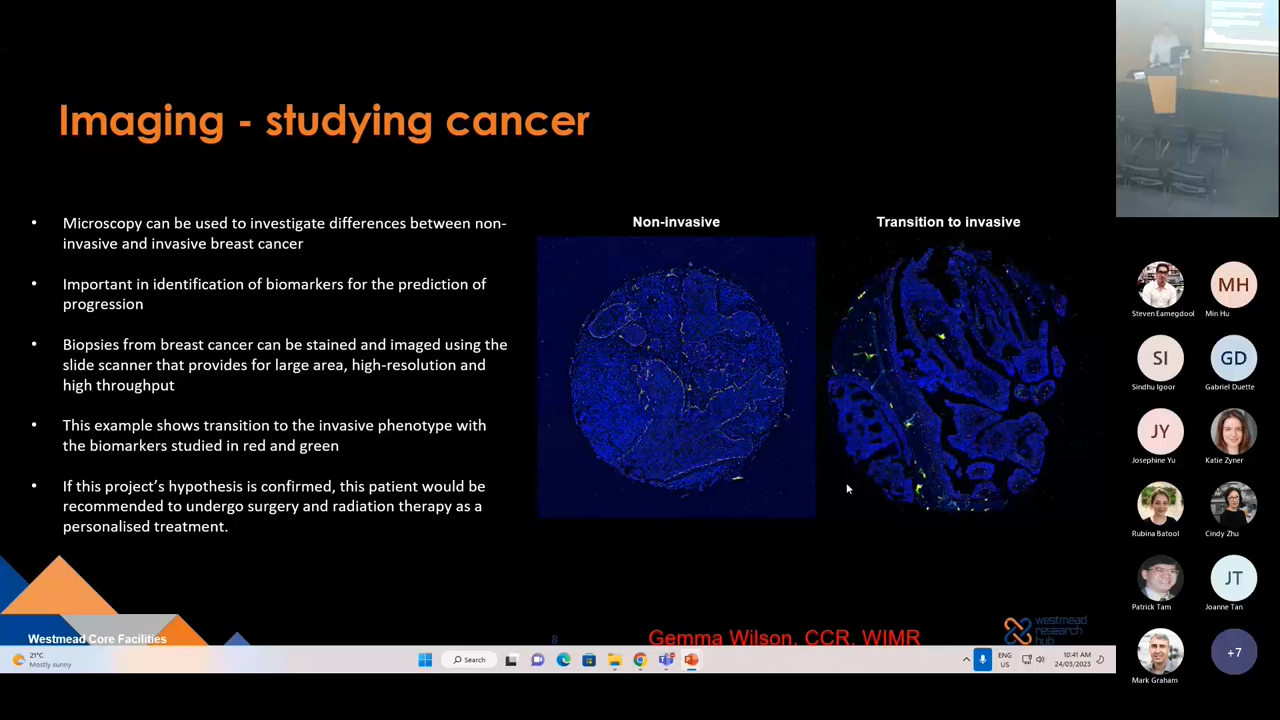 Imaging - studying cancer
• Microscopy can be used to investigate differences between non-
invasive and invasive breast cancer
• Important in identification of biomarkers for the prediction of
progression
• Biopsies from breast cancer can be stained and imaged using the
slide scanner that provides for large area, high-resolution and
high throughput
• This example shows transition to the invasive phenotype with
the biomarkers studied in red and green
• If this project's hypothesis is confirmed, this patient would be
recommended to undergo surgery and radiation therapy as a
personalised treatment.
Non-invasive
Transition to invasive
Westmead Core Facilities
8
Gemma Wilson, CCR, WIMR
westmead
research
hub
21°C
Mostly sunny
Search
ENG
US
10:41 AM
24/03/2023
Steven Eamegdool
MH
Min Hu
SI
Sindhu Igoor
GD
Gabriel Duette
JY
Josephine Yu
Katie Zyner
Rubina Batool
Cindy Zhu
Patrick Tam
JT
Joanne Tan
Mark Graham
+7